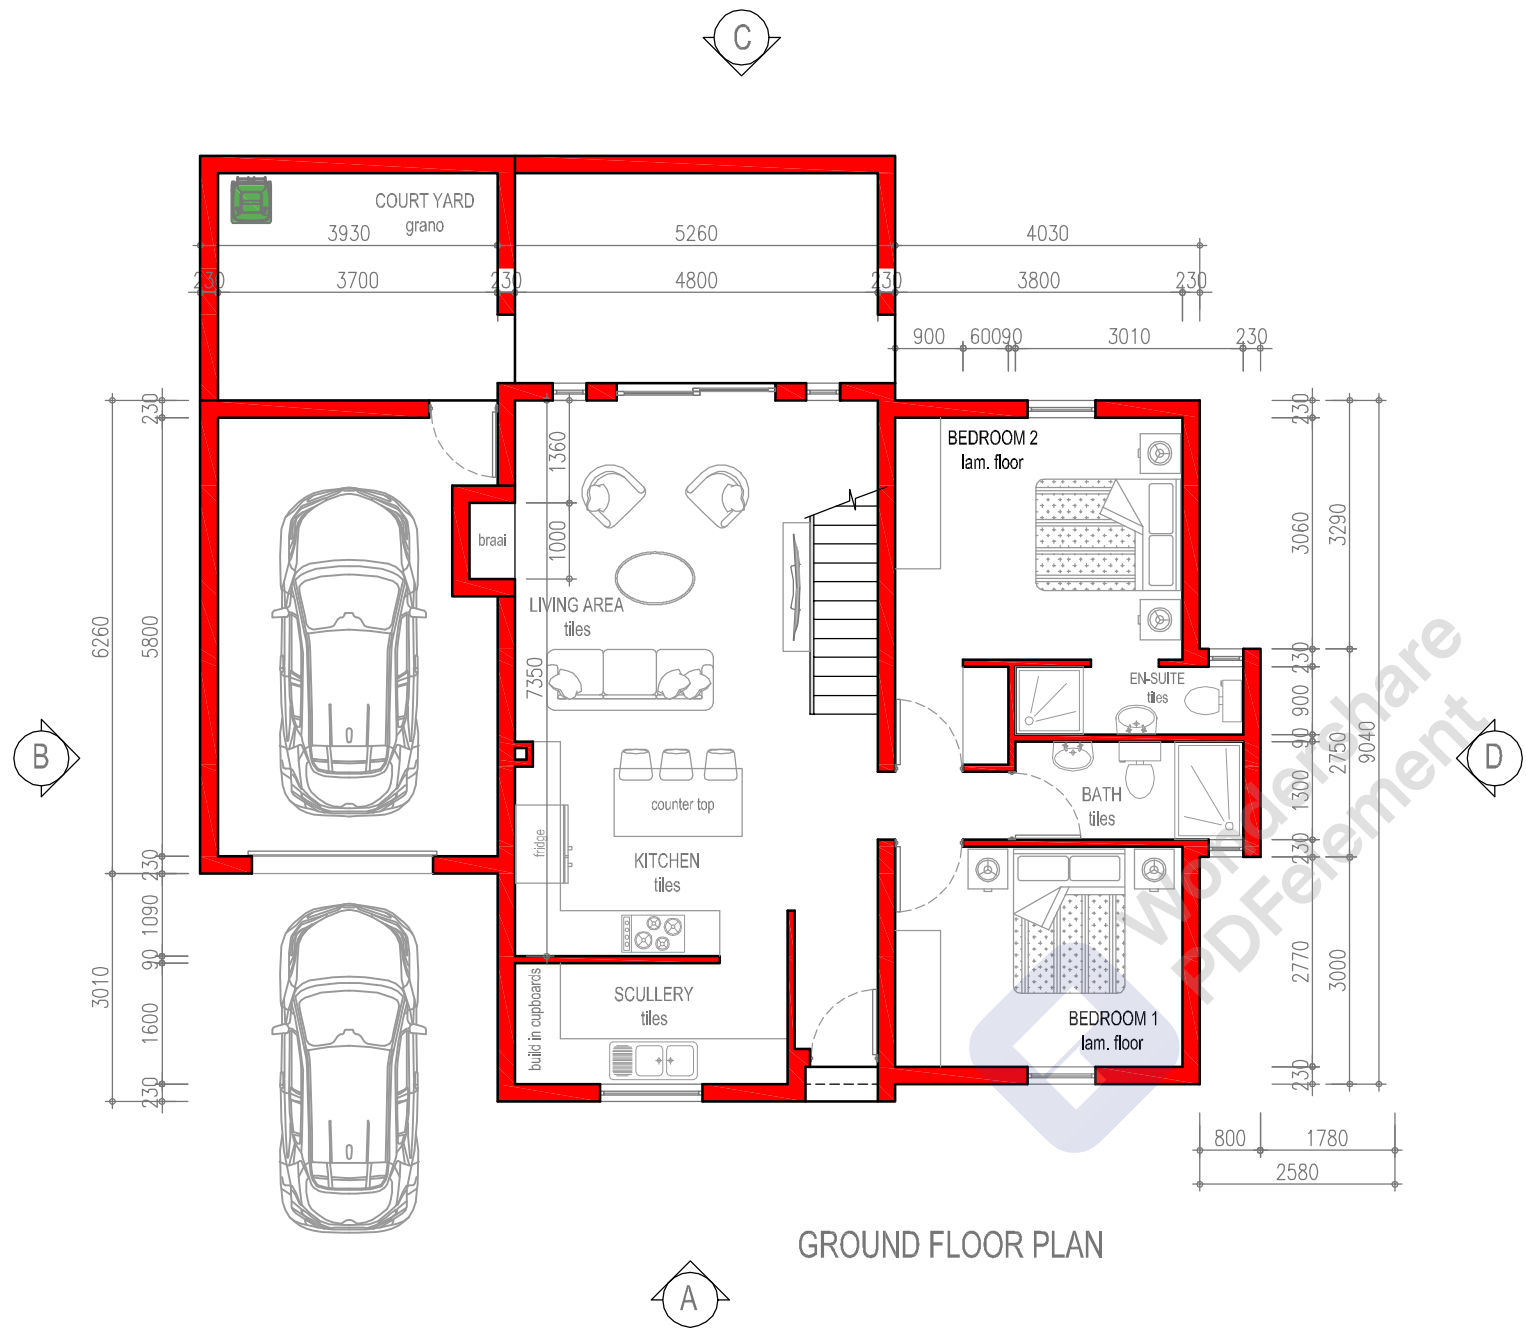 C
COURT YARD
grano
3930
5260
4030
230
3700
230
4800
230
3800
230
900
600
90
3010
230
230
1360
BEDROOM 2
lam. floor
230
braai
1000
3060
3290
6260
5800
LIVING AREA
tiles
7350
EN-SUITE
tiles
230
900
90
2750
9040
B
D
counter top
BATH
tiles
1300
fridge
KITCHEN
tiles
230
230
1090
90
3010
1600
230
build in cupboards
SCULLERY
tiles
BEDROOM 1
lam. floor
2770
3000
230
Wondershare
PDFelement
800
1780
2580
GROUND FLOOR PLAN
A